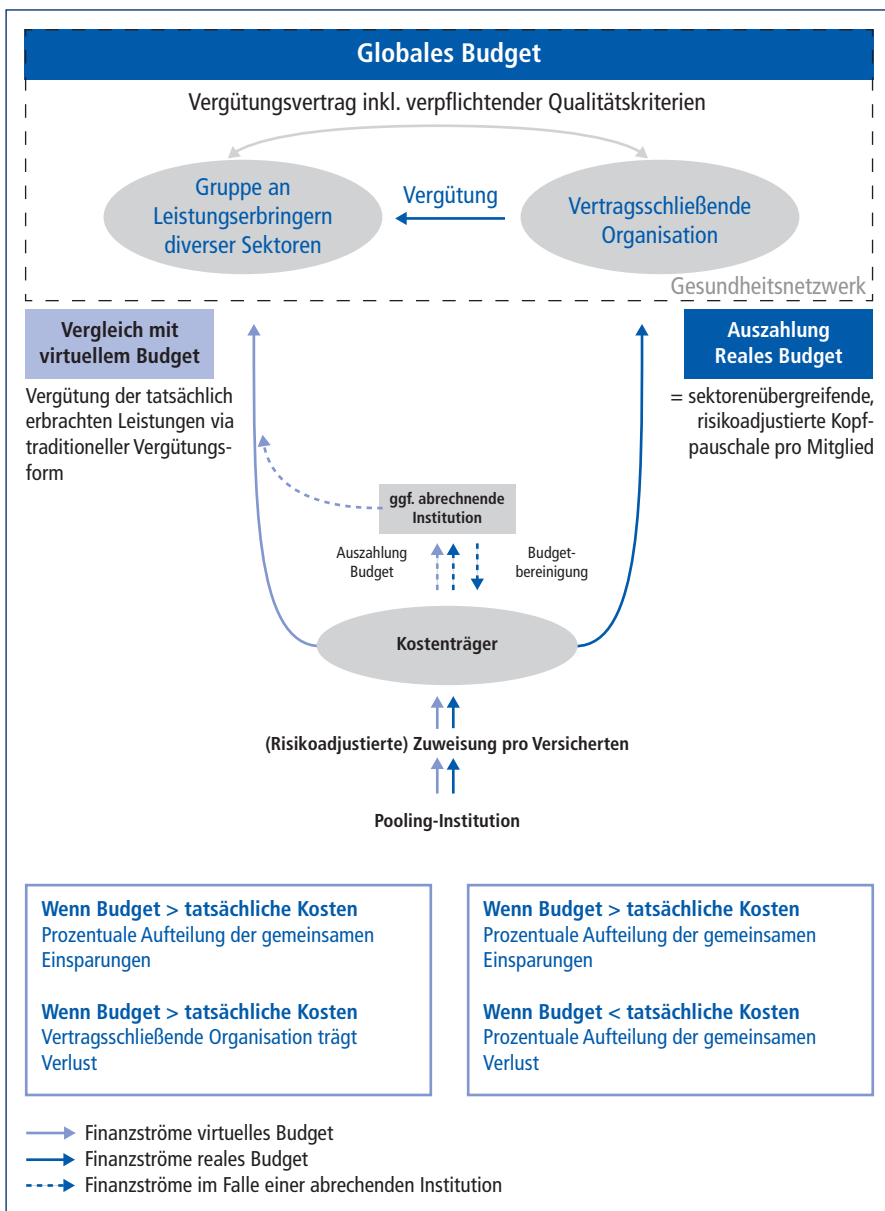 Globales Budget
Vergütungsvertrag inkl. verpflichtender Qualitätskriterien
Gruppe an
Leistungserbringern
diverser Sektoren
Vergütung
Vertragsschließende
Organisation
Gesundheitsnetzwerk
Vergleich mit
virtuellem Budget
Vergütung der tatsächlich
erbrachten Leistungen via
traditioneller Vergütungs-
form
Auszahlung
Reales Budget
= sektorenübergreifende,
risikoadjustierte Kopf-
pauschale pro Mitglied
ggf. abrechnende
Institution
Auszahlung
Budget
Budget-
bereinigung
Kostenträger
(Risikoadjustierte) Zuweisung pro Versicherten
Pooling-Institution
Wenn Budget > tatsächliche Kosten
Prozentuale Aufteilung der gemeinsamen
Einsparungen
Wenn Budget > tatsächliche Kosten
Vertragsschließende Organisation trägt
Verlust
Wenn Budget > tatsächliche Kosten
Prozentuale Aufteilung der gemeinsamen
Einsparungen
Wenn Budget < tatsächliche Kosten
Prozentuale Aufteilung der gemeinsamen
Verlust
Finanzströme virtuelles Budget
Finanzströme reales Budget
Finanzströme im Falle einer abrechenden Institution